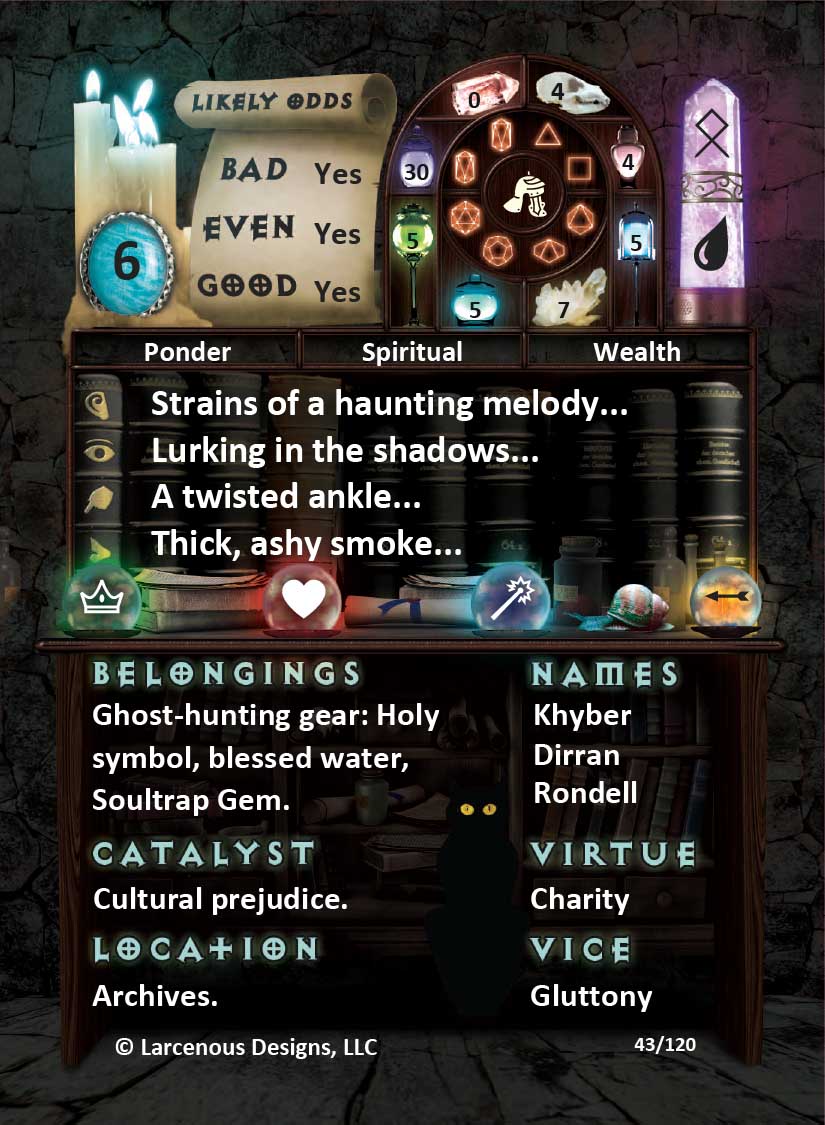 LIKELY ODDS
BAD Yes
EVEN Yes
GOOD Yes
6
0
4
30
4
5
5
5
7
Ponder Spiritual Wealth
Strains of a haunting melody...
Lurking in the shadows...
A twisted ankle...
Thick, ashy smoke...
BELONGINGS
Ghost-hunting gear: Holy
symbol, blessed water,
Soultrap Gem.
NAMES
Khyber
Dirran
Rondell
CATALYST
Cultural prejudice.
VIRTUE
Charity
LOCATION
Archives.
VICE
Gluttony
© Larcenous Designs, LLC
43/120